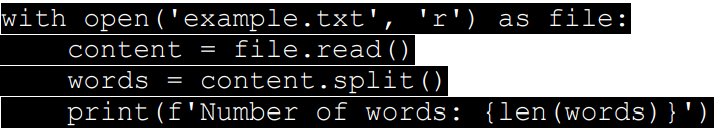 with open('example.txt', 'r') as file:
    content = file.read()
    words = content.split()
    print(f'Number of words: {len(words)}')